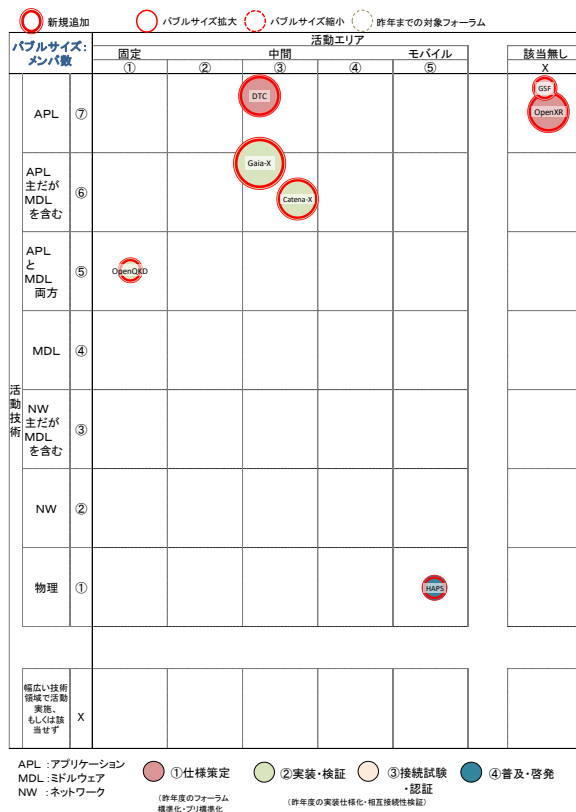 新規追加
バブルサイズ拡大
バブルサイズ縮小
昨年までの対象フォーラム
バブルサイズ：
メンバ数
活動エリア
固定
中間
モバイル
該当無し
①
②
③
④
⑤
X
APL
⑦
DTC
GSF
OpenXR
APL
主だが
MDL
を含む
⑥
Gaia-X
Catena-X
APL
と
MDL
両方
⑤
OpenQKD
MDL
④
活動技術
NW
主だが
MDL
を含む
③
NW
②
物理
①
HAPS
幅広い技術
領域で活動
実施、
もしくは該
当せず
X
APL ：アプリケーション
MDL ：ミドルウェア
NW ：ネットワーク
①仕様策定
(昨年度のフォーラム
標準化・プリ標準化
②実装・検証
③接続試験
・認証
(昨年度の実装仕様化・相互接続性検証)
④普及・啓発